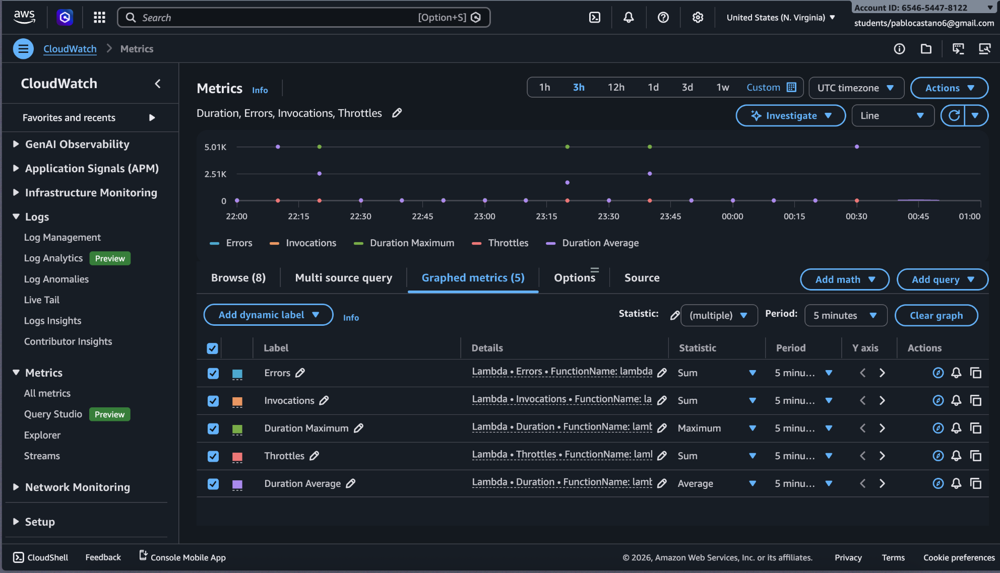 aws
Search [Option+S]
United States (N. Virginia)
Account ID: 6546-5447-8122
students/pablocastano6@gmail.com
CloudWatch
Metrics
CloudWatch
Favorites and recents
GenAI Observability
Application Signals (APM)
Infrastructure Monitoring
Logs
Log Management
Log Analytics Preview
Log Anomalies
Live Tail
Logs Insights
Contributor Insights
Metrics
All metrics
Query Studio Preview
Explorer
Streams
Network Monitoring
Setup
Metrics Info
1h 3h 12h 1d 3d 1w Custom
UTC timezone
Actions
Duration, Errors, Invocations, Throttles
Investigate
Line
5.01K
2.51K
0
22:00 22:15 22:30 22:45 23:00 23:15 23:30 23:45 00:00 00:15 00:30 00:45 01:00
Errors Invocations Duration Maximum Throttles Duration Average
Browse (8) Multi source query Graphed metrics (5) Options Source
Add math Add query
Add dynamic label Info
Statistic: (multiple) Period: 5 minutes Clear graph
Label Details Statistic Period Y axis Actions
Errors Lambda • Errors • FunctionName: lambda Sum 5 minu...
Invocations Lambda • Invocations • FunctionName: la Sum 5 minu...
Duration Maximum Lambda • Duration • FunctionName: lamb Maximum 5 minu...
Throttles Lambda • Throttles • FunctionName: laml Sum 5 minu...
Duration Average Lambda • Duration • FunctionName: lamb Average 5 minu...
CloudShell Feedback Console Mobile App
© 2026, Amazon Web Services, Inc. or its affiliates. Privacy Terms Cookie preferences